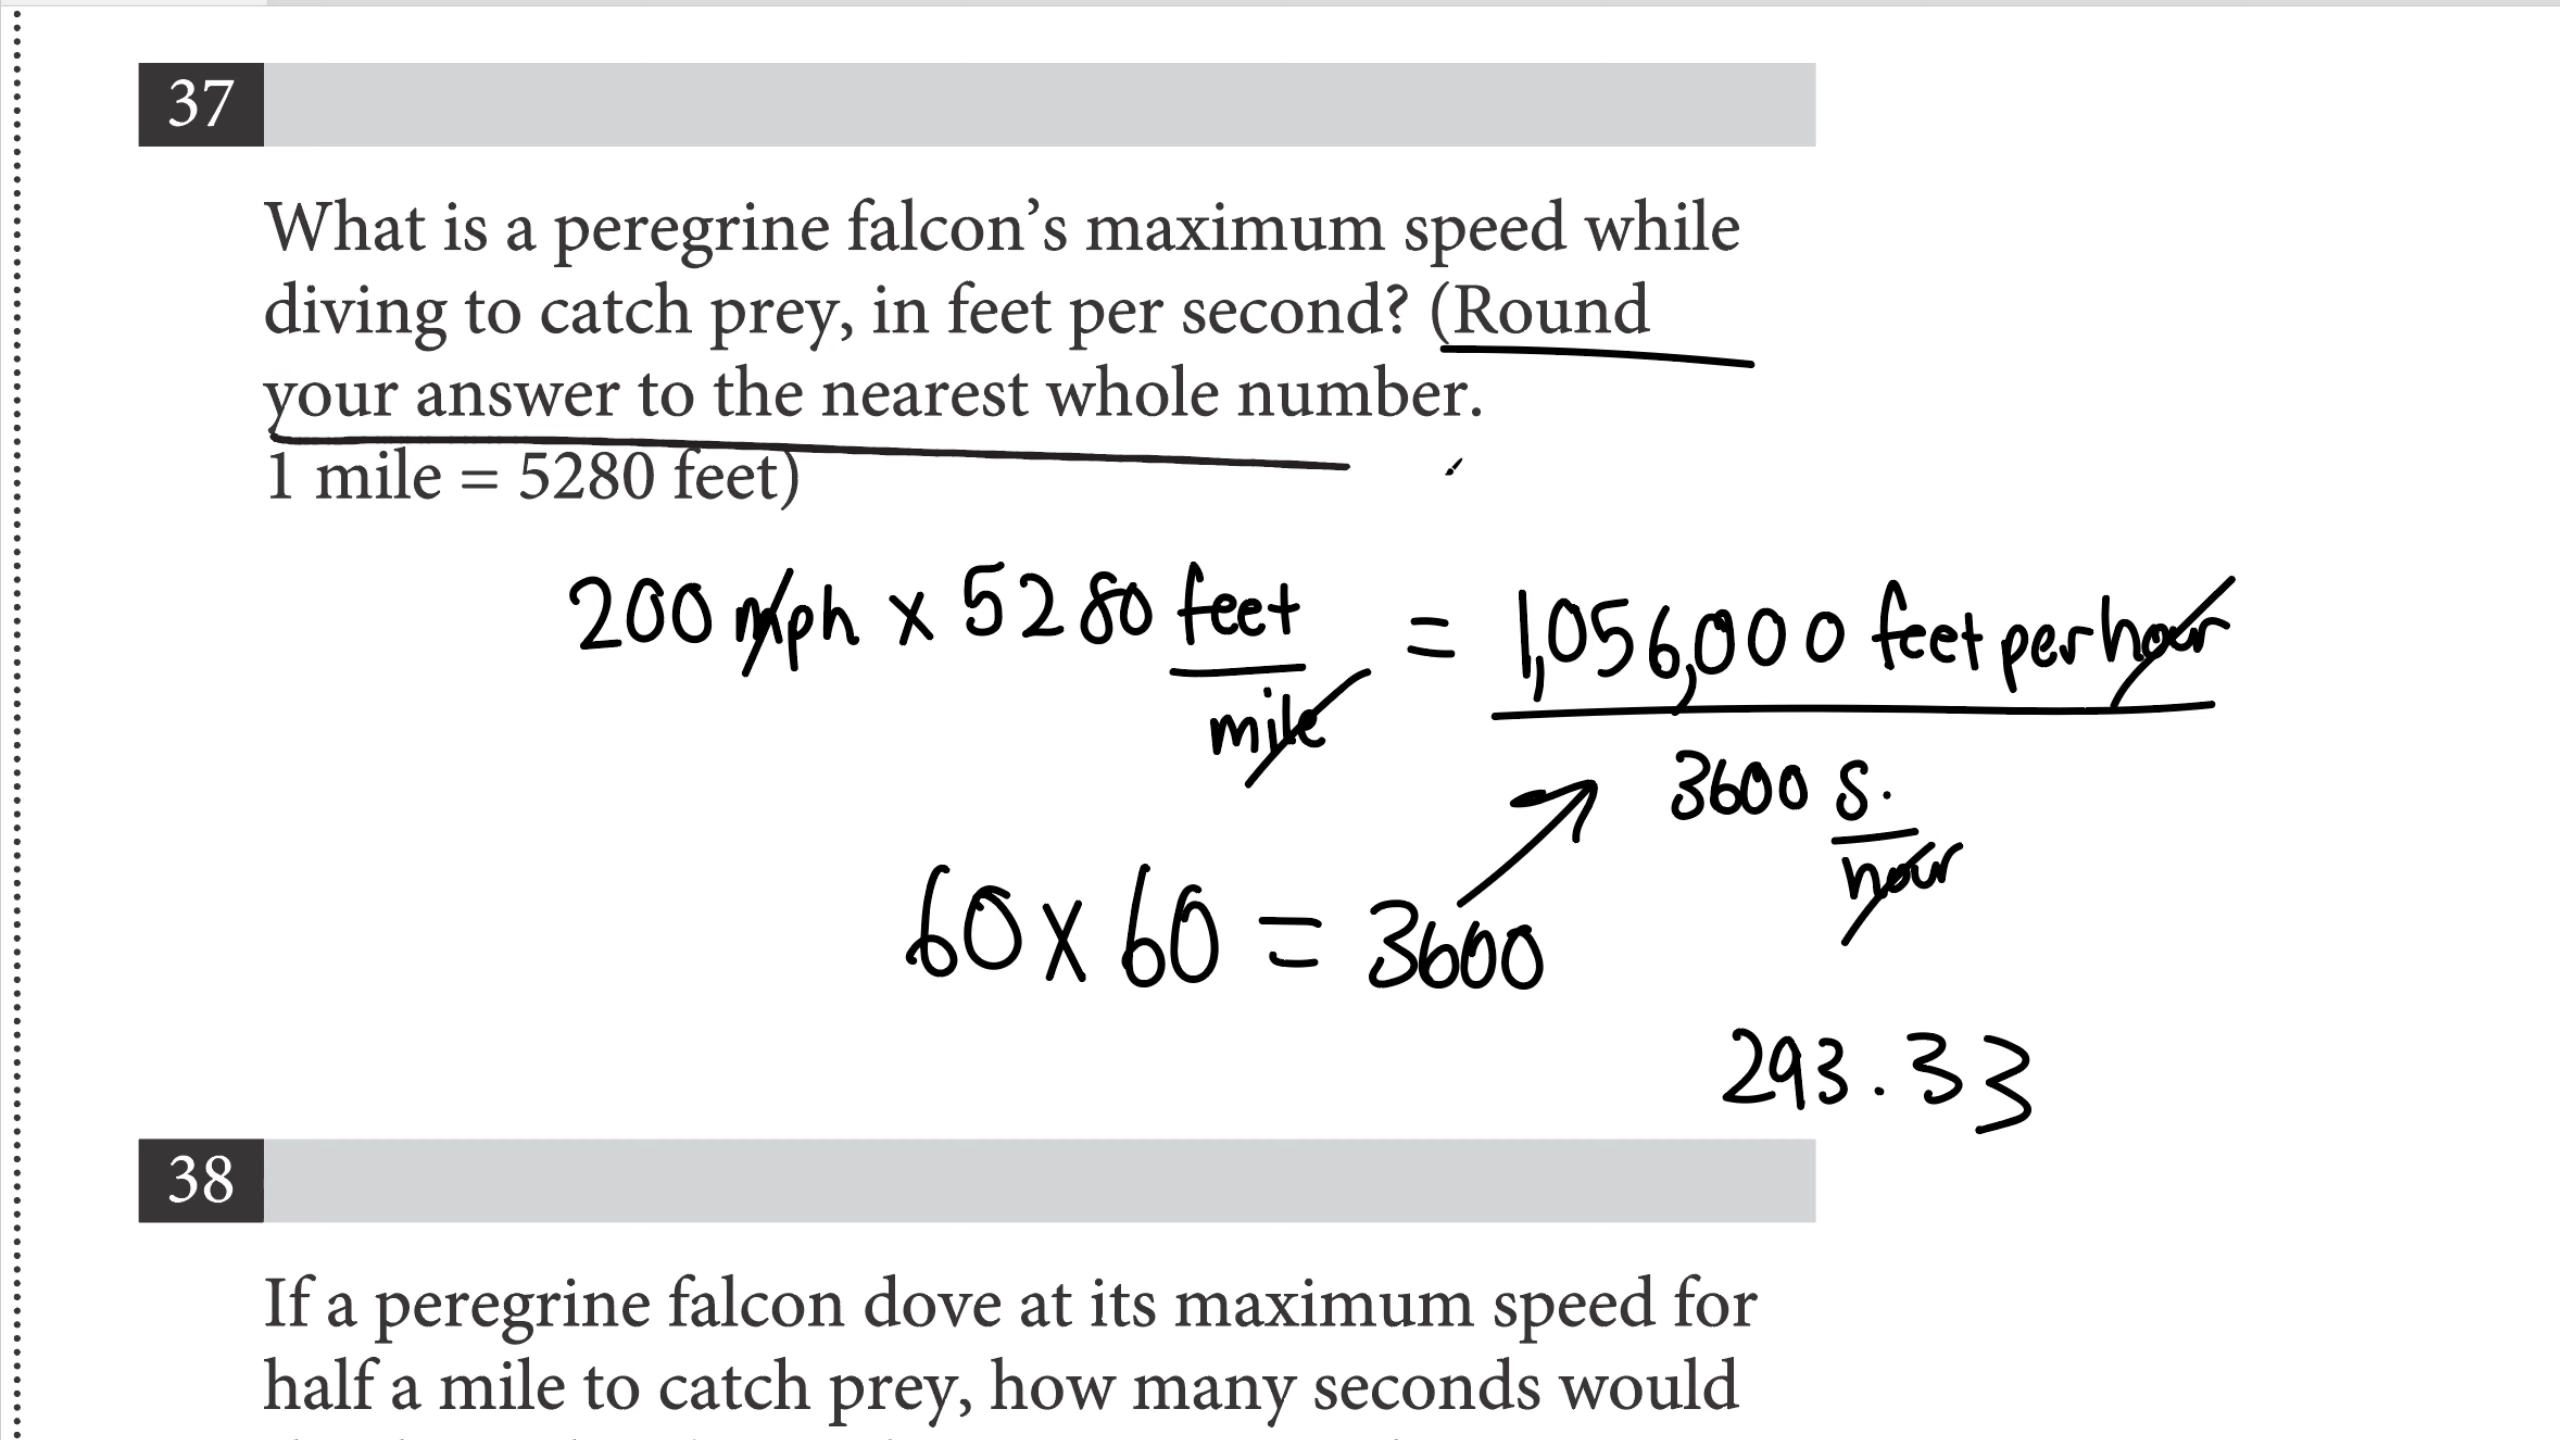 37
What is a peregrine falcon’s maximum speed while
diving to catch prey, in feet per second? (Round
your answer to the nearest whole number.
1 mile = 5280 feet)
200 mph x 5280 feet = 1,056,000 feet per hour
mile
3600 s.
hour
60 x 60 = 3600
293.33
38
If a peregrine falcon dove at its maximum speed for
half a mile to catch prey, how many seconds would